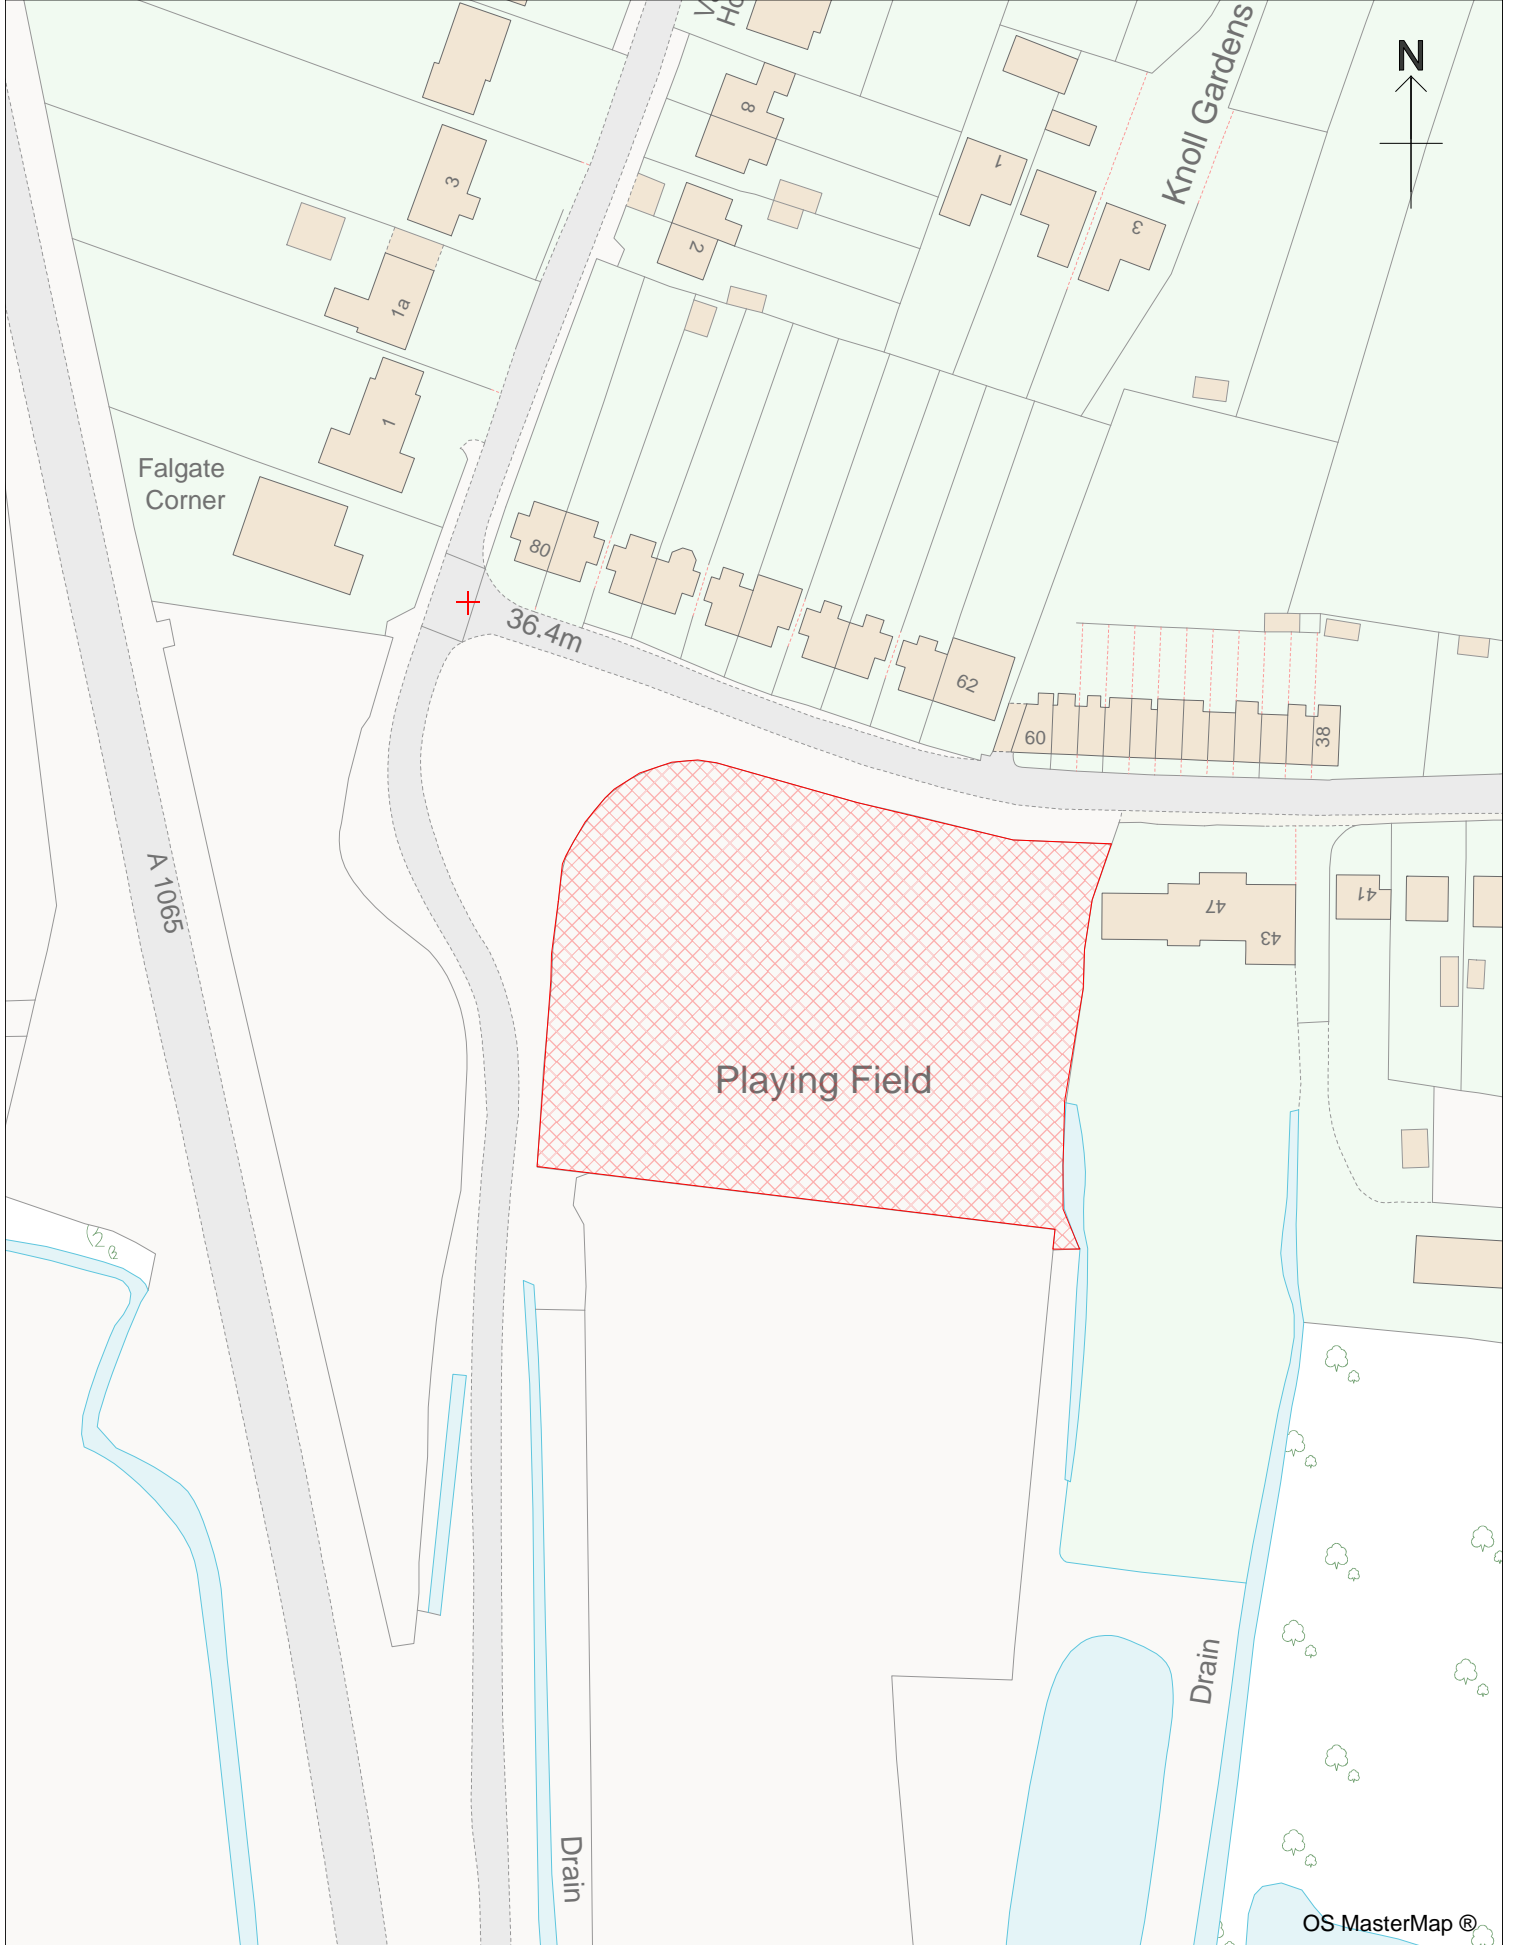 N
Knoll Gardens
8
3
1
2
3
1a
1
Falgate
Corner
80
36.4m
62
60
38
A 1065
47
41
43
Playing Field
Drain
Drain
OS MasterMap ®